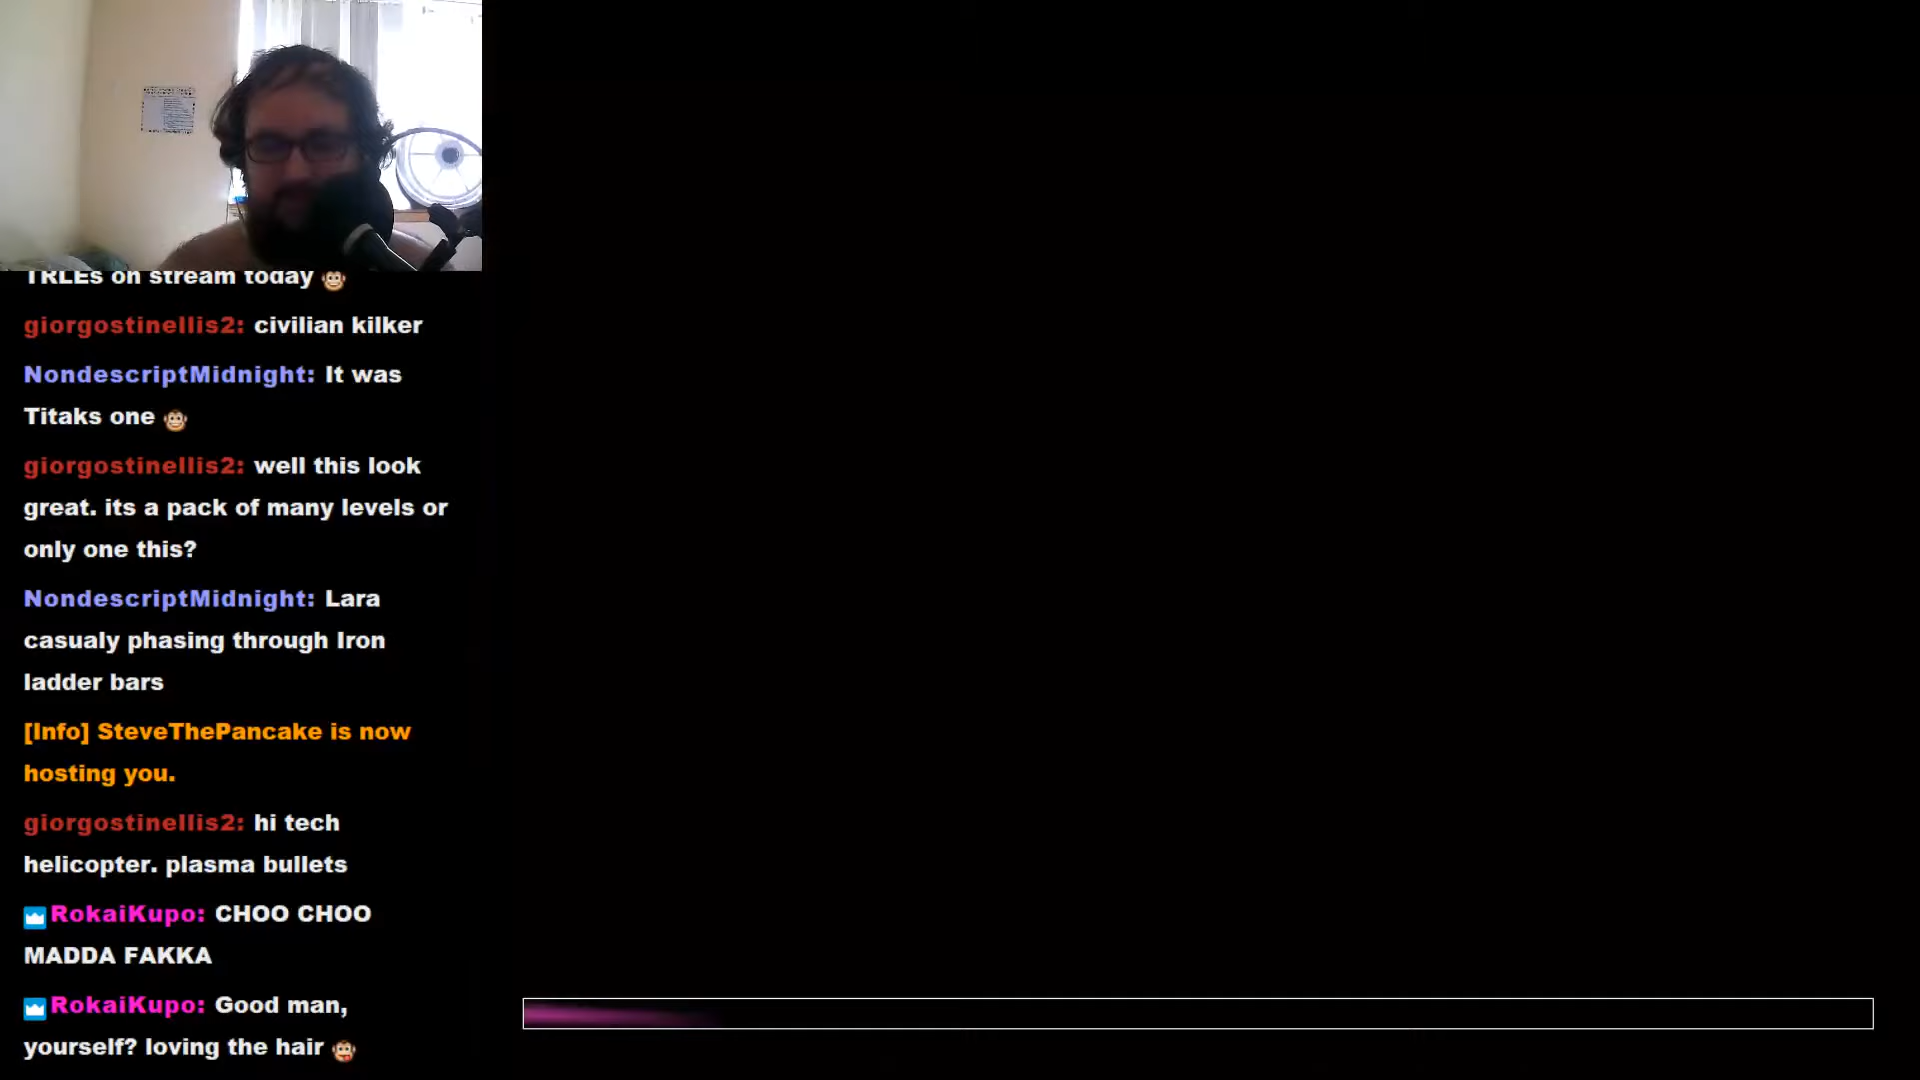 TRLEs on stream today
giorgostinellis2: civilian kilker
NondescriptMidnight: It was
Titaks one
giorgostinellis2: well this look
great. its a pack of many levels or
only one this?
NondescriptMidnight: Lara
casualy phasing through Iron
ladder bars
[Info] SteveThePancake is now
hosting you.
giorgostinellis2: hi tech
helicopter. plasma bullets
RokaiKupo: CHOO CHOO
MADDA FAKKA
RokaiKupo: Good man,
yourself? loving the hair